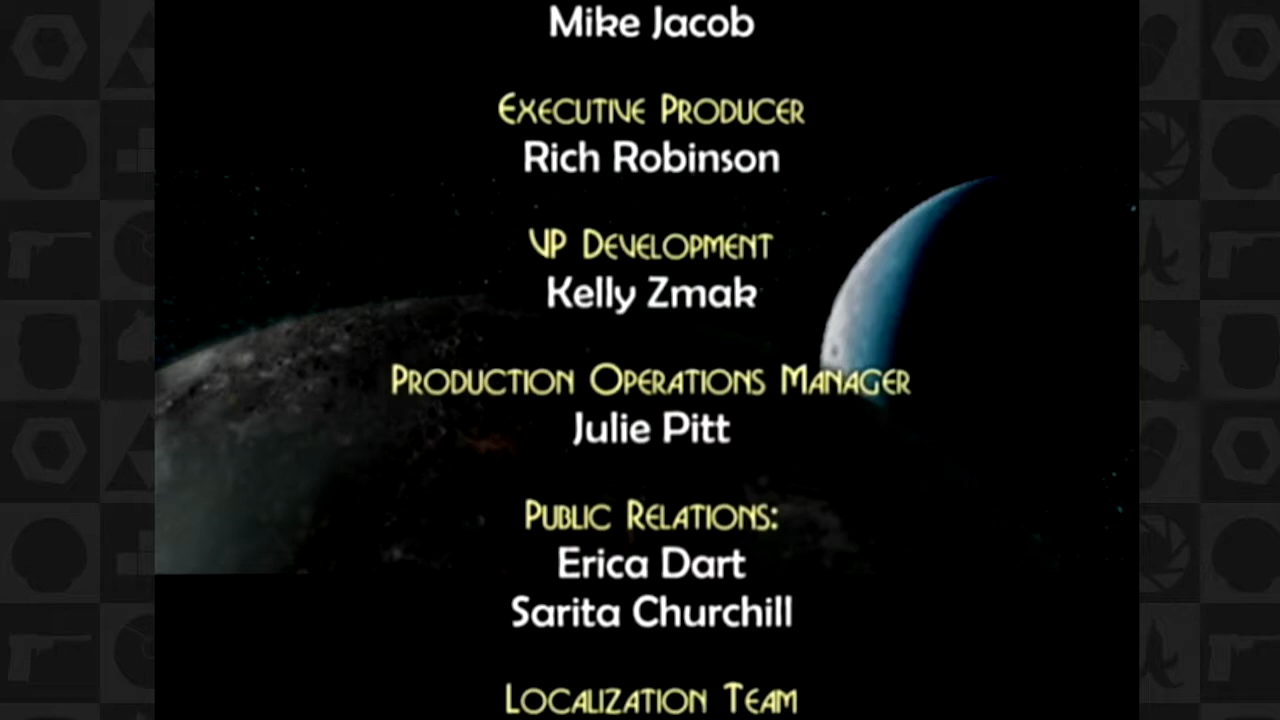 Mike Jacob
Executive Producer
Rich Robinson
VP Development
Kelly Zmak
Production Operations Manager
Julie Pitt
Public Relations:
Erica Dart
Sarita Churchill
Localization Team